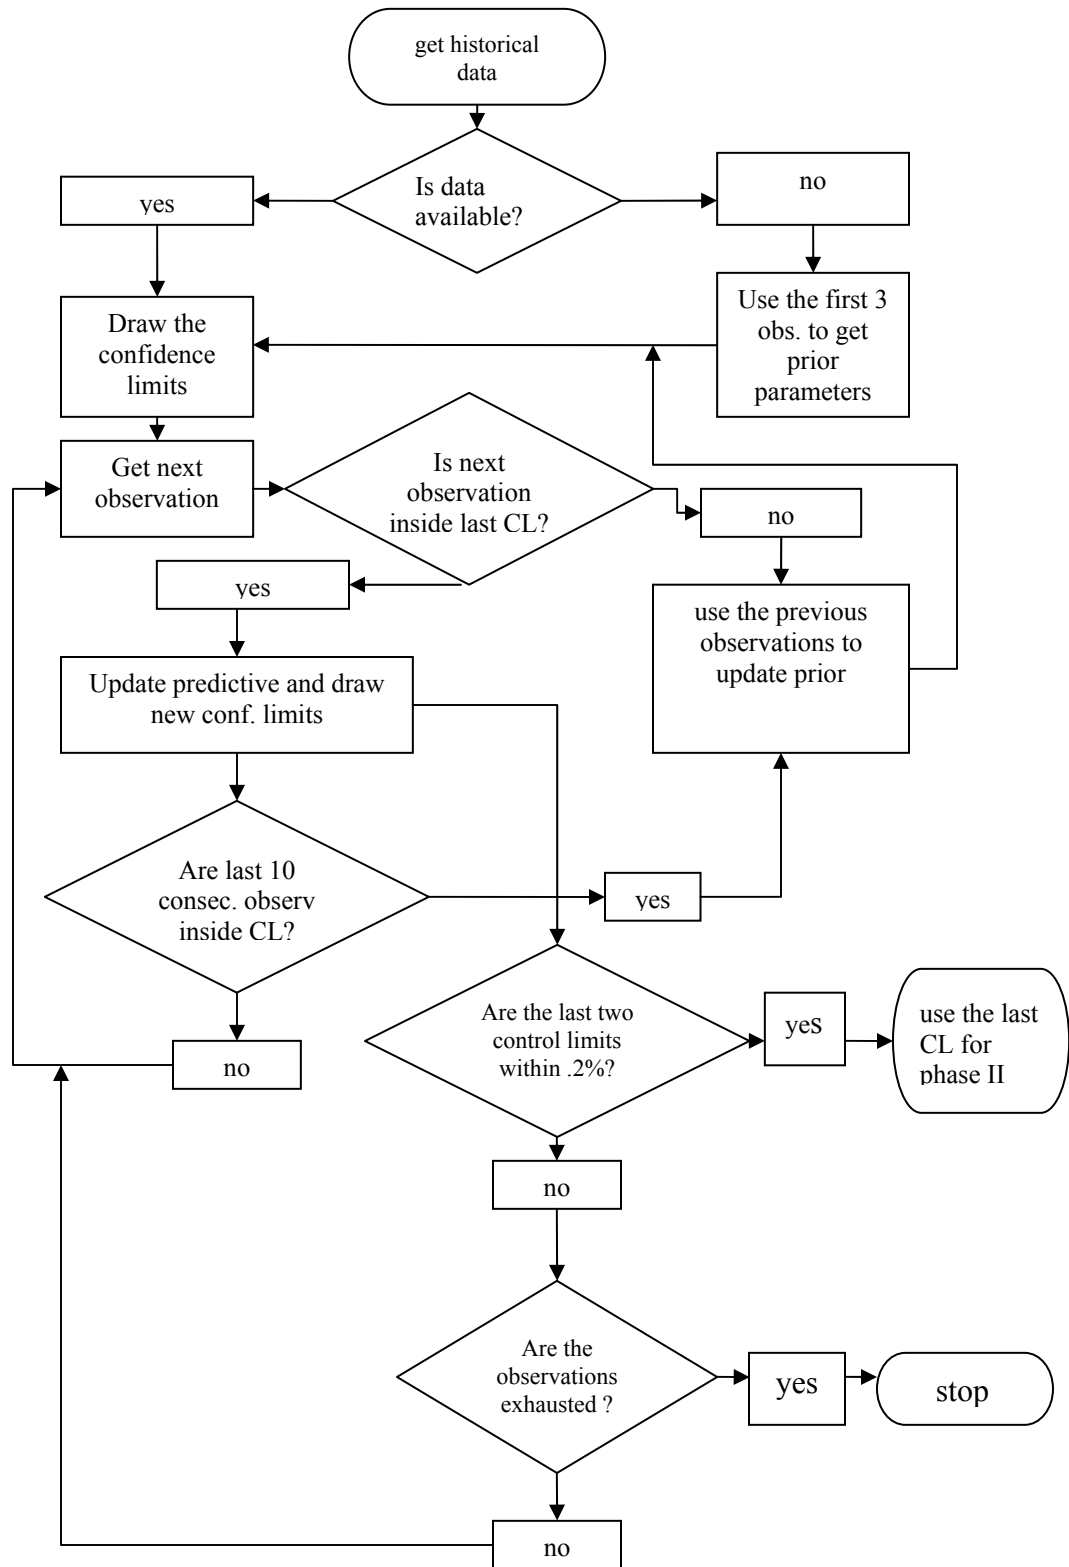 get historical
data
Is data
available?
yes
no
Draw the
confidence
limits
Use the first 3
obs. to get
prior
parameters
Get next
observation
Is next
observation
inside last CL?
no
yes
use the previous
observations to
update prior
Update predictive and draw
new conf. limits
Are last 10
consec. observ
inside CL?
yes
Are the last two
control limits
within .2%?
yes
use the last
CL for
phase II
no
no
Are the
observations
exhausted ?
yes
stop
no